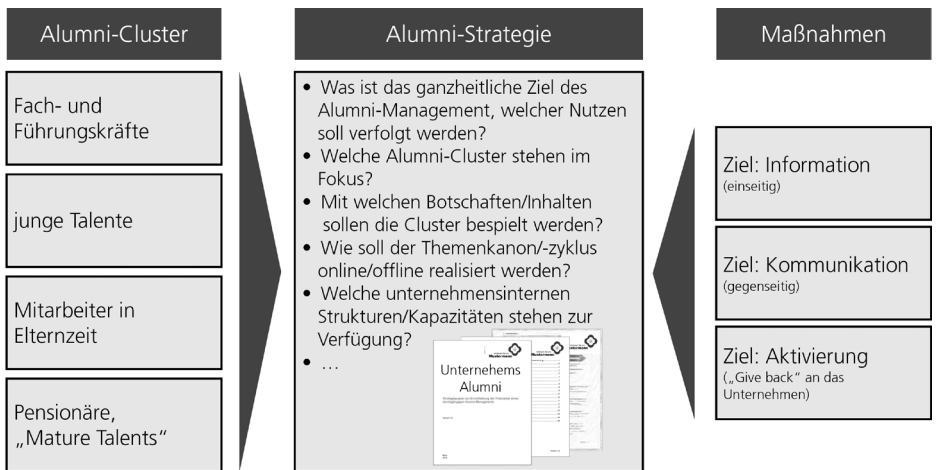 Alumni-Cluster
Fach- und
Führungskräfte
junge Talente
Mitarbeiter in
Elternzeit
Pensionäre,
„Mature Talents“
Alumni-Strategie
• Was ist das ganzheitliche Ziel des
Alumni-Management, welcher Nutzen
soll verfolgt werden?
• Welche Alumni-Cluster stehen im
Fokus?
• Mit welchen Botschaften/Inhalten
sollen die Cluster bespielt werden?
• Wie soll der Themenkanon/-zyklus
online/offline realisiert werden?
• Welche unternehmensinternen
Strukturen/Kapazitäten stehen zur
Verfügung?
• …
Mustermann
Unternehems
Alumni
Maßnahmen
Ziel: Information
(einseitig)
Ziel: Kommunikation
(gegenseitig)
Ziel: Aktivierung
(„Give back“ an das
Unternehmen)